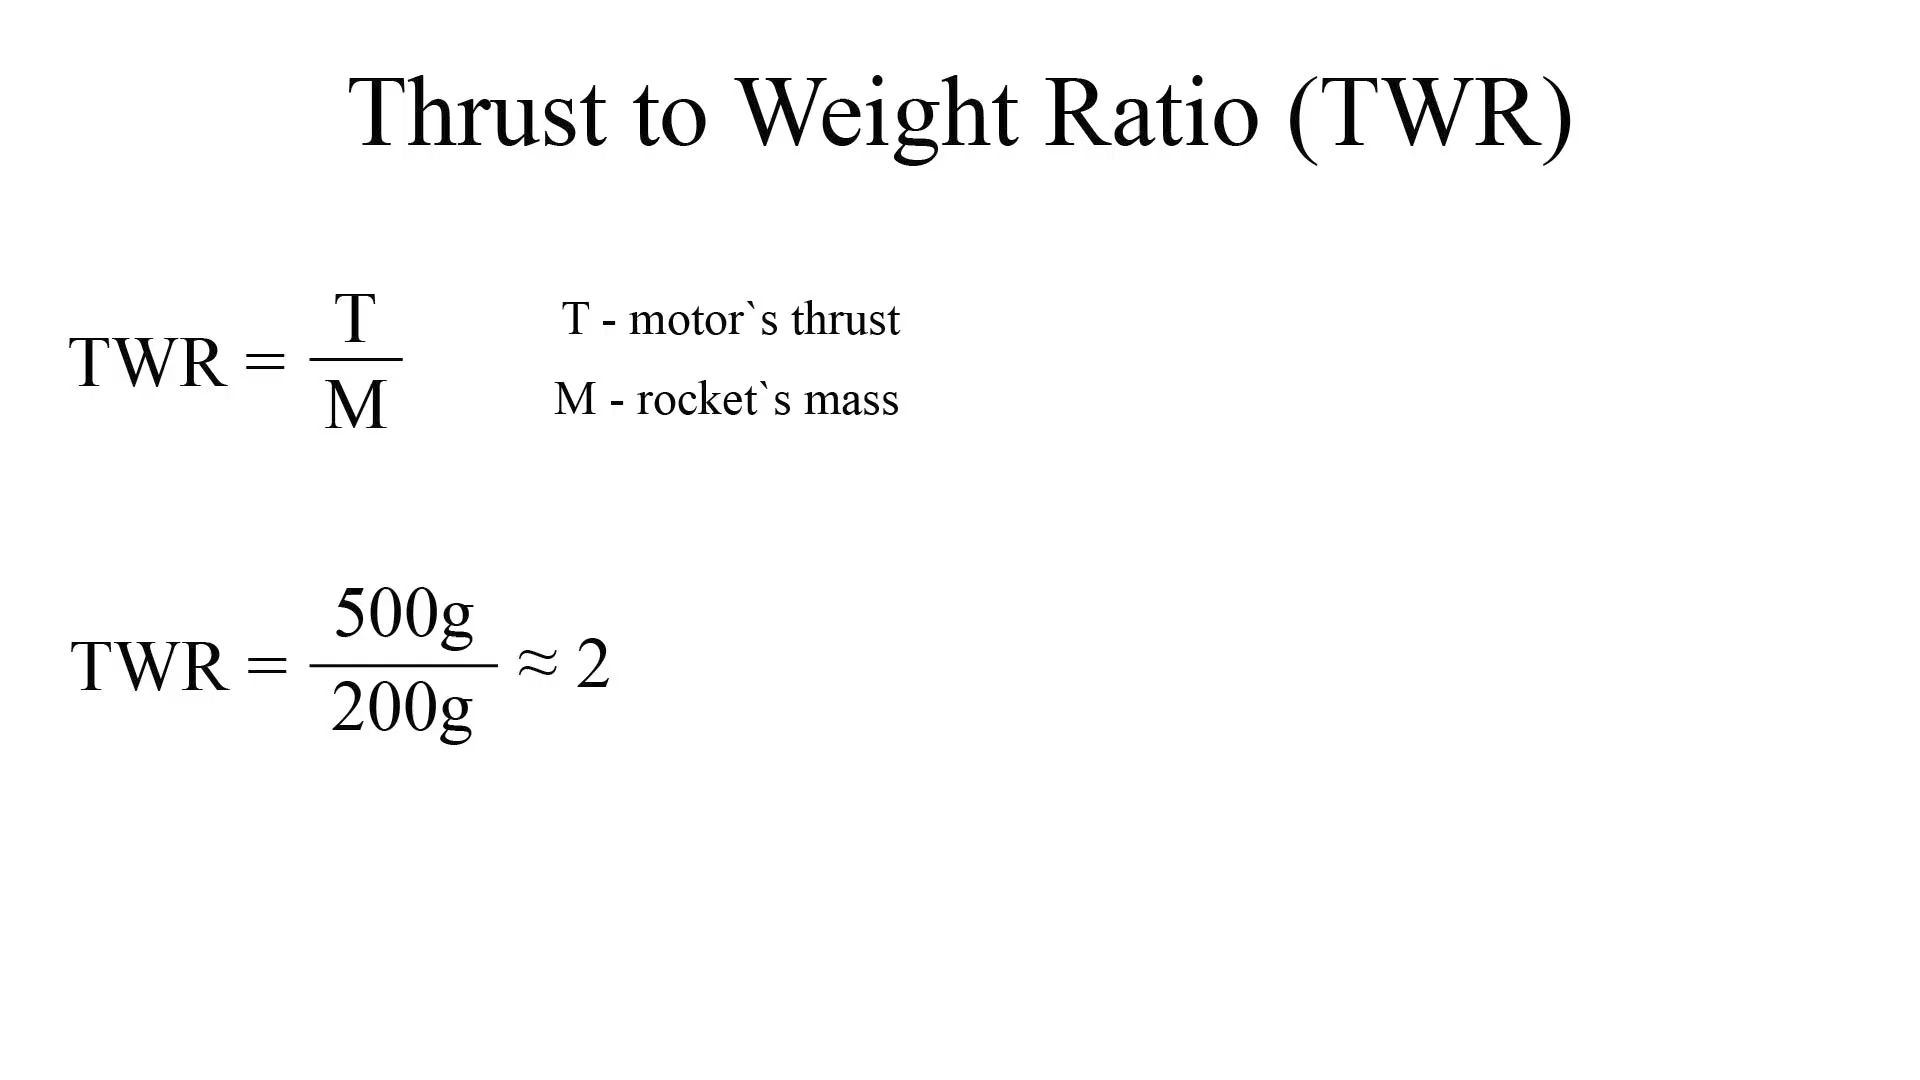 Thrust to Weight Ratio (TWR)
TWR = T/M
T - motor`s thrust
M - rocket`s mass
TWR = 500g/200g ≈ 2